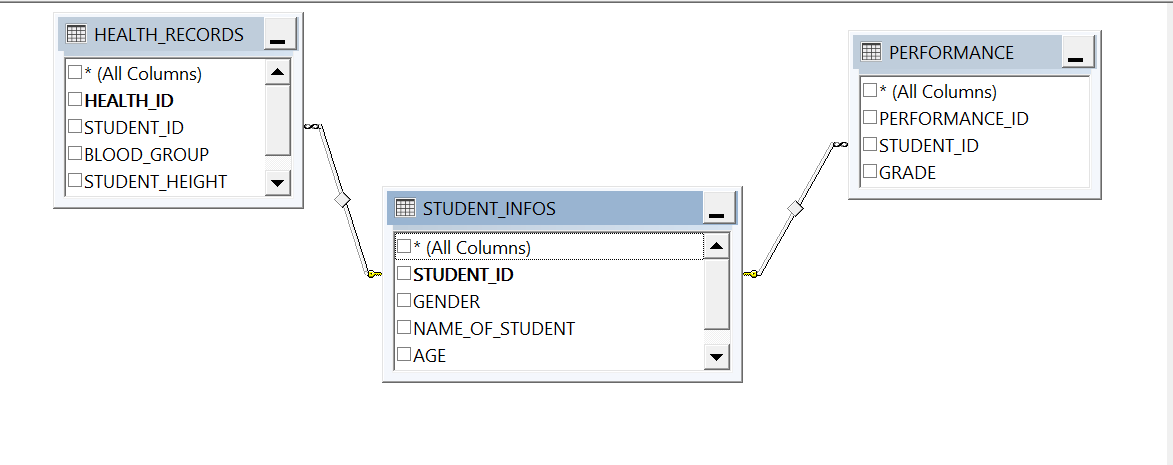 HEALTH_RECORDS
* (All Columns)
HEALTH_ID
STUDENT_ID
BLOOD_GROUP
STUDENT_HEIGHT
PERFORMANCE
* (All Columns)
PERFORMANCE_ID
STUDENT_ID
GRADE
STUDENT_INFOS
* (All Columns)
STUDENT_ID
GENDER
NAME_OF_STUDENT
AGE